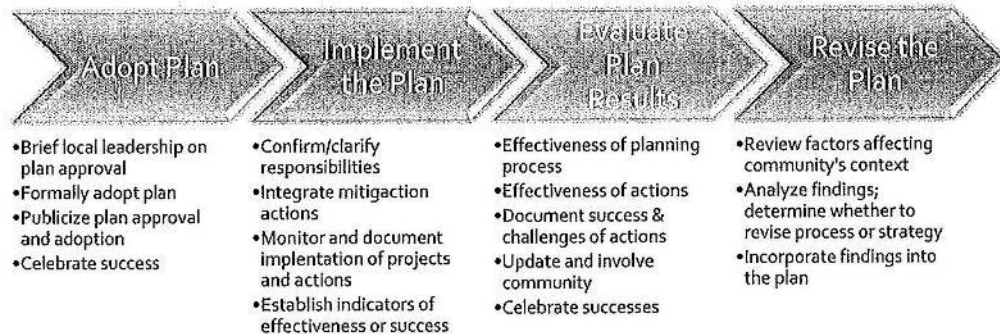 Adopt Plan
•Brief local leadership on
plan approval
•Formally adopt plan
•Publicize plan approval
and adoption
•Celebrate success
Implement
the Plan
•Confirm/clarify
responsibilities
•Integrate mitigaction
actions
•Monitor and document
implentation of projects
and actions
•Establish indicators of
effectiveness or success
Evaluate
Plan
Results
•Effectiveness of planning
process
•Effectiveness of actions
•Document success &
challenges of actions
•Update and involve
community
•Celebrate successes
Revise the
Plan
•Review factors affecting
community's context
•Analyze findings;
determine whether to
revise process or strategy
•Incorporate findings into
the plan